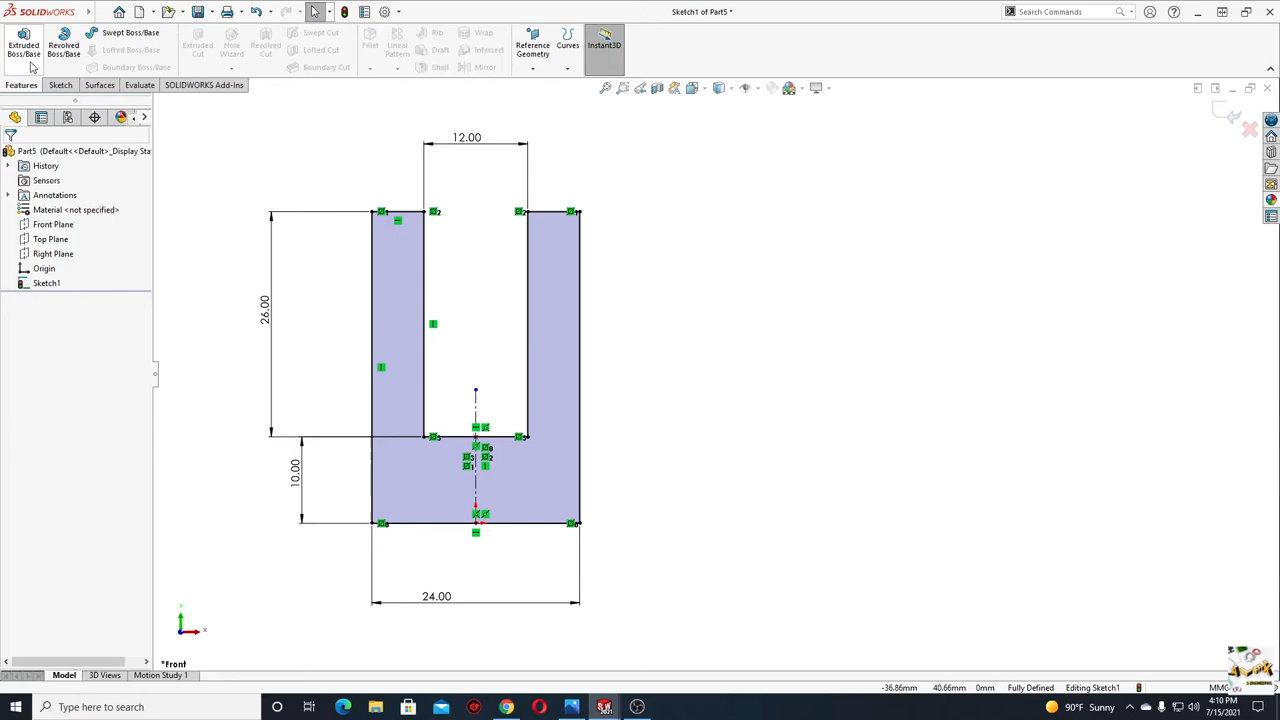 SOLIDWORKS
Sketch1 of Part5 *
Search Commands
Extruded Boss/Base
Revolved Boss/Base
Swept Boss/Base
Lofted Boss/Base
Boundary Boss/Base
Extruded Cut
Hole Wizard
Revolved Cut
Swept Cut
Lofted Cut
Boundary Cut
Fillet
Linear Pattern
Rib
Draft
Shell
Wrap
Intersect
Mirror
Reference Geometry
Curves
Instant3D
Features
Sketch
Surfaces
Evaluate
SOLIDWORKS Add-Ins
Part5 (Default<<Default>_Display Sta
History
Sensors
Annotations
Material <not specified>
Front Plane
Top Plane
Right Plane
Origin
Sketch1
12.00
26.00
10.00
24.00
Y
X
*Front
Model
3D Views
Motion Study 1
-36.86mm
40.66mm
0mm
Fully Defined
Editing Sketch1
MMG
Type here to search
SW
2021
90°F Sunny
4:10 PM
7/15/2021